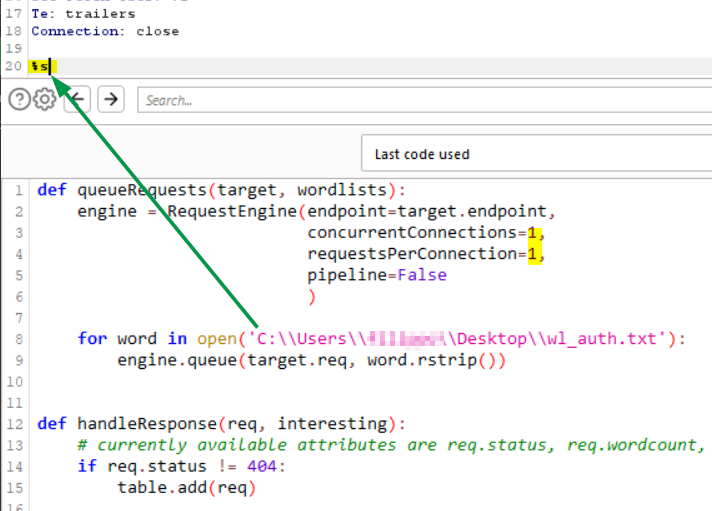 17 Te: trailers
18 Connection: close
19
20 %s
Search...
Last code used
1 def queueRequests(target, wordlists):
2 engine = RequestEngine(endpoint=target.endpoint,
3 concurrentConnections=1,
4 requestsPerConnection=1,
5 pipeline=False
6 )
7
8 for word in open('C:\\Users\\ \\Desktop\\wl_auth.txt'):
9 engine.queue(target.req, word.rstrip())
10
11
12 def handleResponse(req, interesting):
13 # currently available attributes are req.status, req.wordcount,
14 if req.status != 404:
15 table.add(req)
16